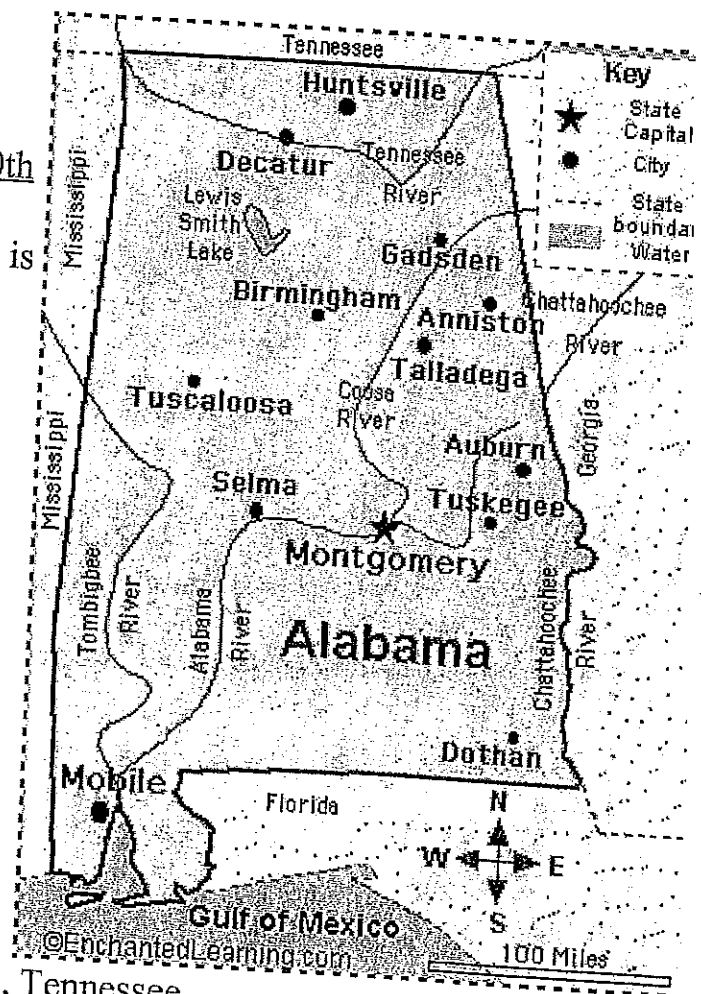 Tennessee
Key
Huntsville
State
Capital
Decatur
Tennessee
River
City
0th
Mississippi
Lewis
Smith
Lake
State
Water
is
Gadsden
Birmingham
Anniston
Chattahoochee
River
Talladega
Tuscaloosa
Coosa
River
Georgia
Auburn
Selma
Tuskegee
Mississippi
Montgomery
Tombigbee
River
Alabama
River
Alabama
Chattahoochee
River
Dothan
Mobile
Florida
N
W
E
S
Gulf of Mexico
©EnchantedLearning.com
100 Miles
Tennessee